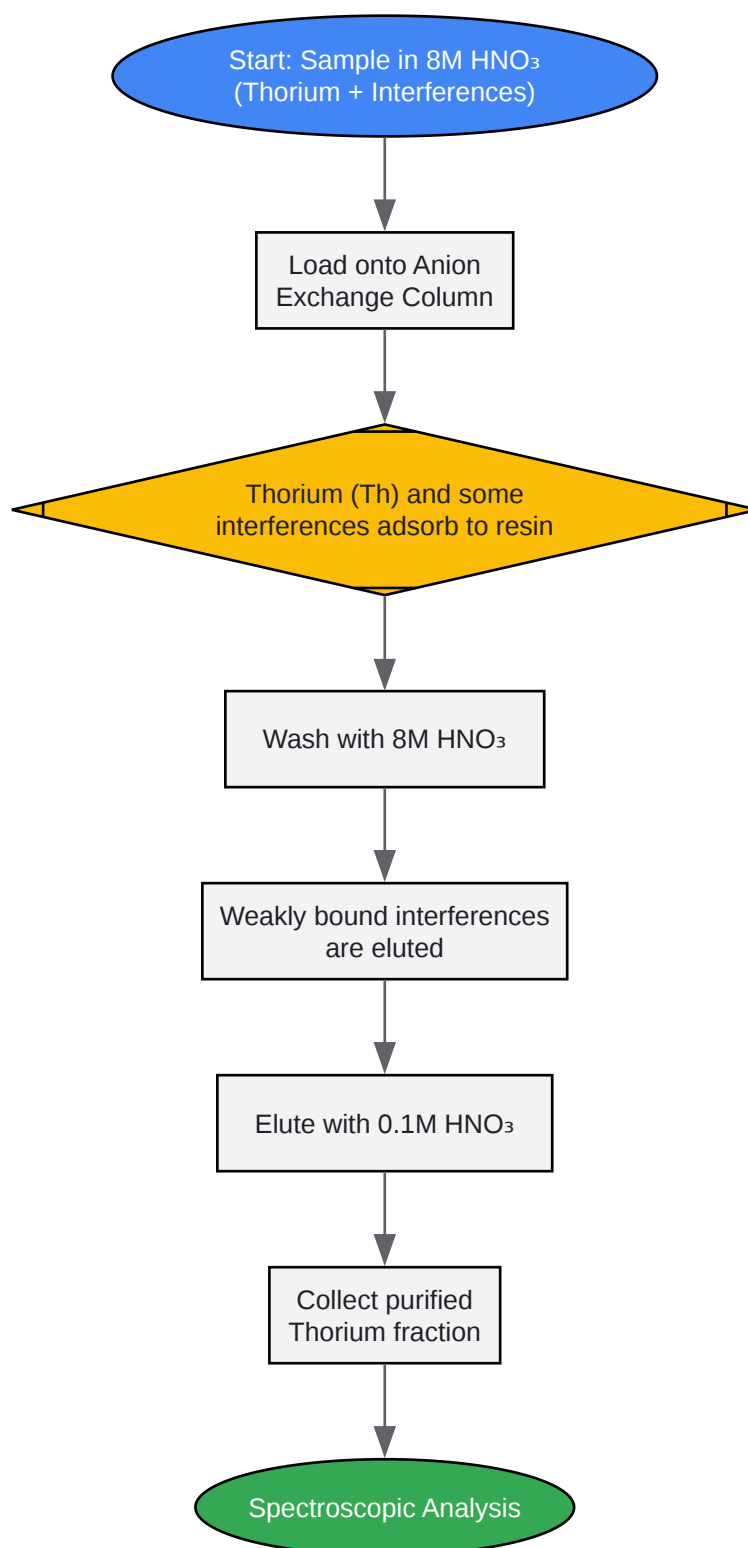 Start: Sample in 8M HNO₃
(Thorium + Interferences)
Load onto Anion
Exchange Column
Thorium (Th) and some
interferences adsorb to resin
Wash with 8M HNO₃
Weakly bound interferences
are eluted
Elute with 0.1M HNO₃
Collect purified
Thorium fraction
Spectroscopic Analysis